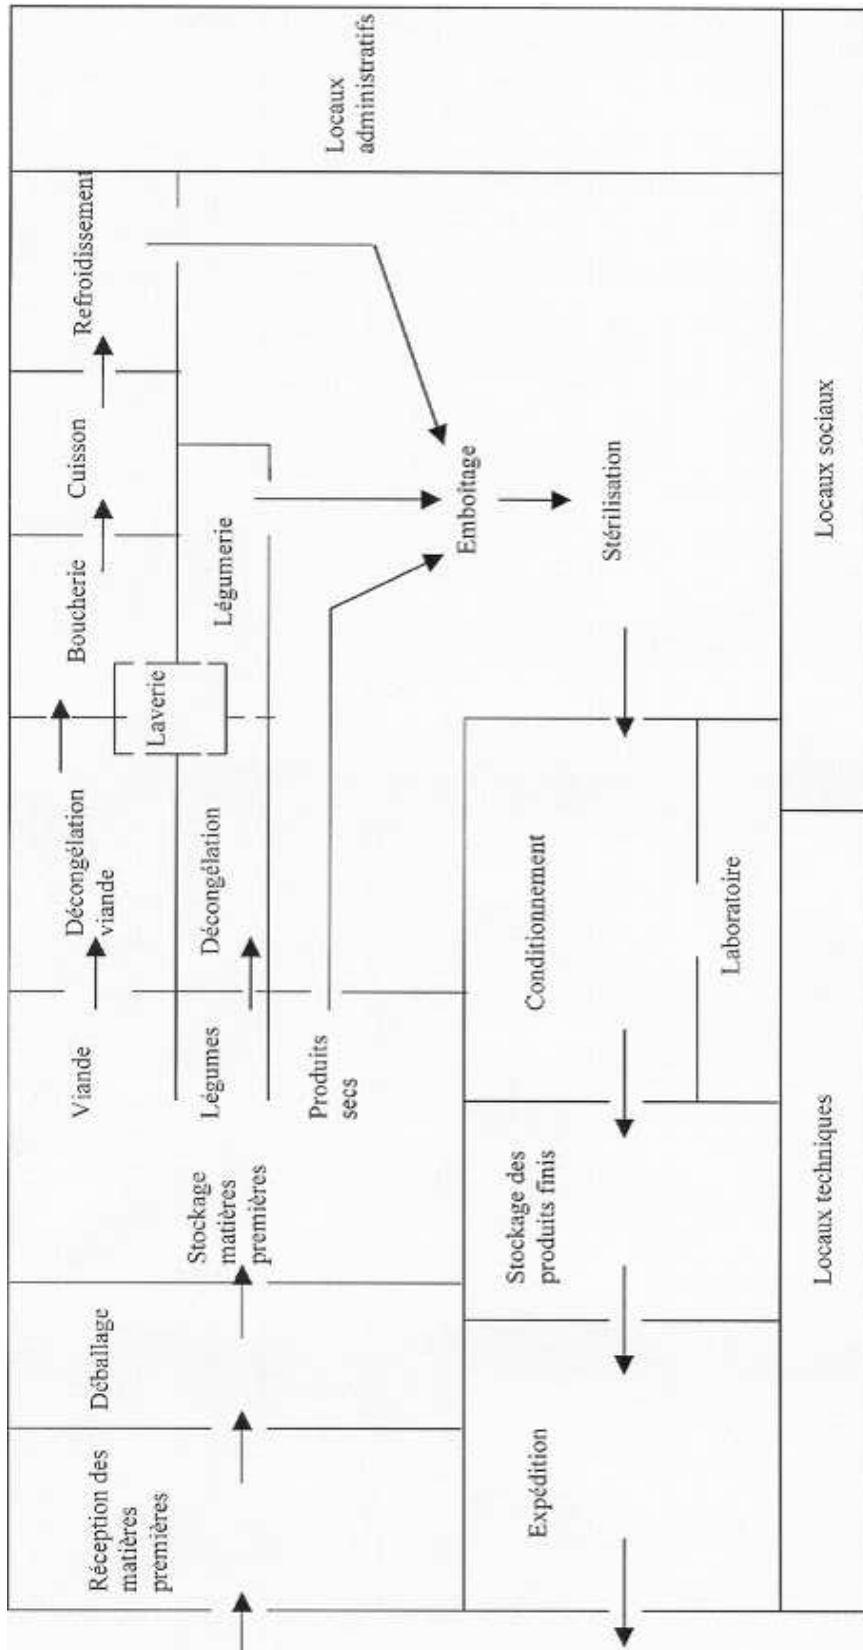 Réception des
matières
premières
Déballage
Stockage
matières
premières
Viande
Légumes
Produits
secs
Décongélation
viande
Décongélation
Laverie
Boucherie
Légumerie
Cuisson
Refroidissement
Emboîtage
Stérilisation
Conditionnement
Laboratoire
Stockage des
produits finis
Expédition
Locaux
administratifs
Locaux techniques
Locaux sociaux